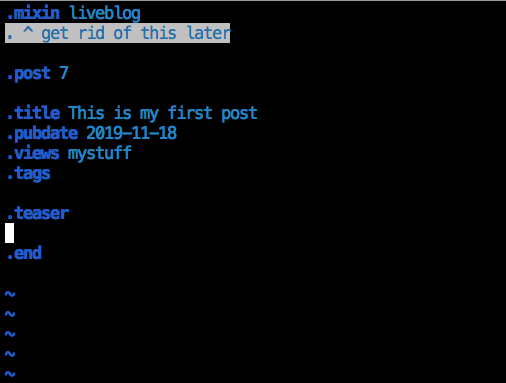 .mixin liveblog
. ^ get rid of this later
.post 7
.title This is my first post
.pubdate 2019-11-18
.views mystuff
.tags
.teaser
.end
~
~
~
~
~